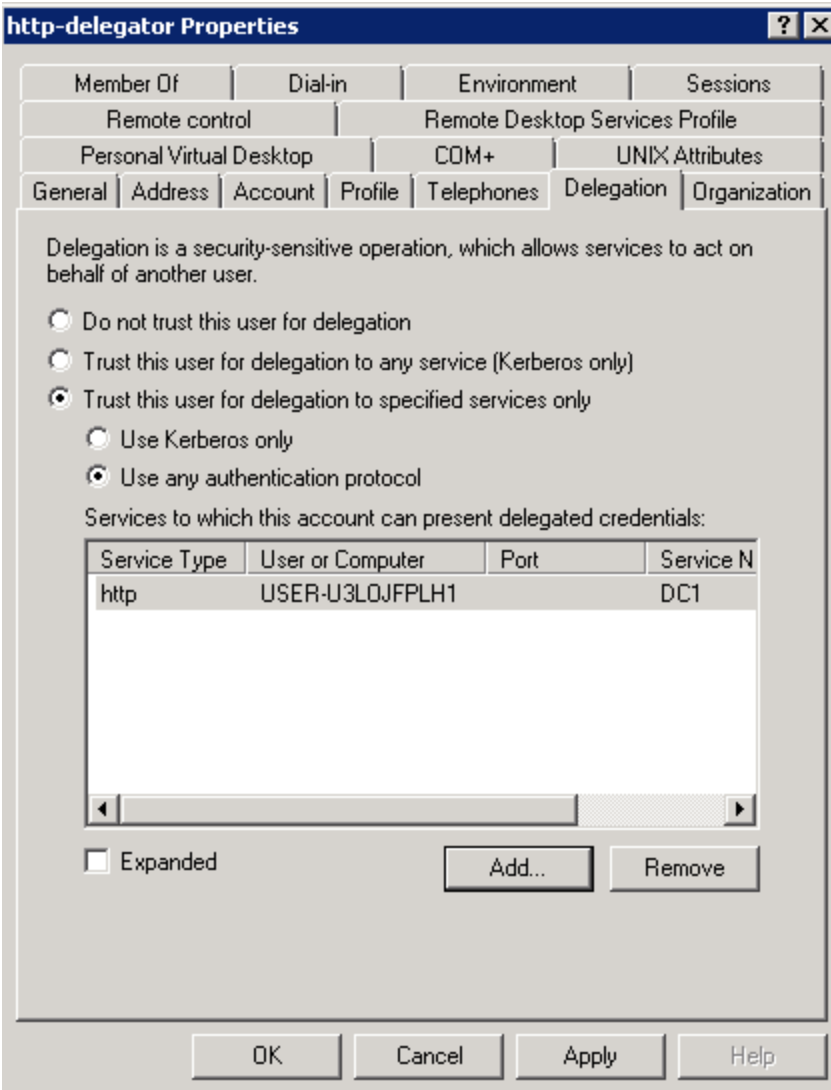 http-delegator Properties
Member Of Dial-in Environment Sessions
Remote control Remote Desktop Services Profile
Personal Virtual Desktop COM+ UNIX Attributes
General Address Account Profile Telephones Delegation Organization
Delegation is a security-sensitive operation, which allows services to act on
behalf of another user.
Do not trust this user for delegation
Trust this user for delegation to any service (Kerberos only)
Trust this user for delegation to specified services only
Use Kerberos only
Use any authentication protocol
Services to which this account can present delegated credentials:
Service Type User or Computer Port Service N
http USER-U3LOJFPLH1 DC1
Expanded Add... Remove
OK Cancel Apply Help